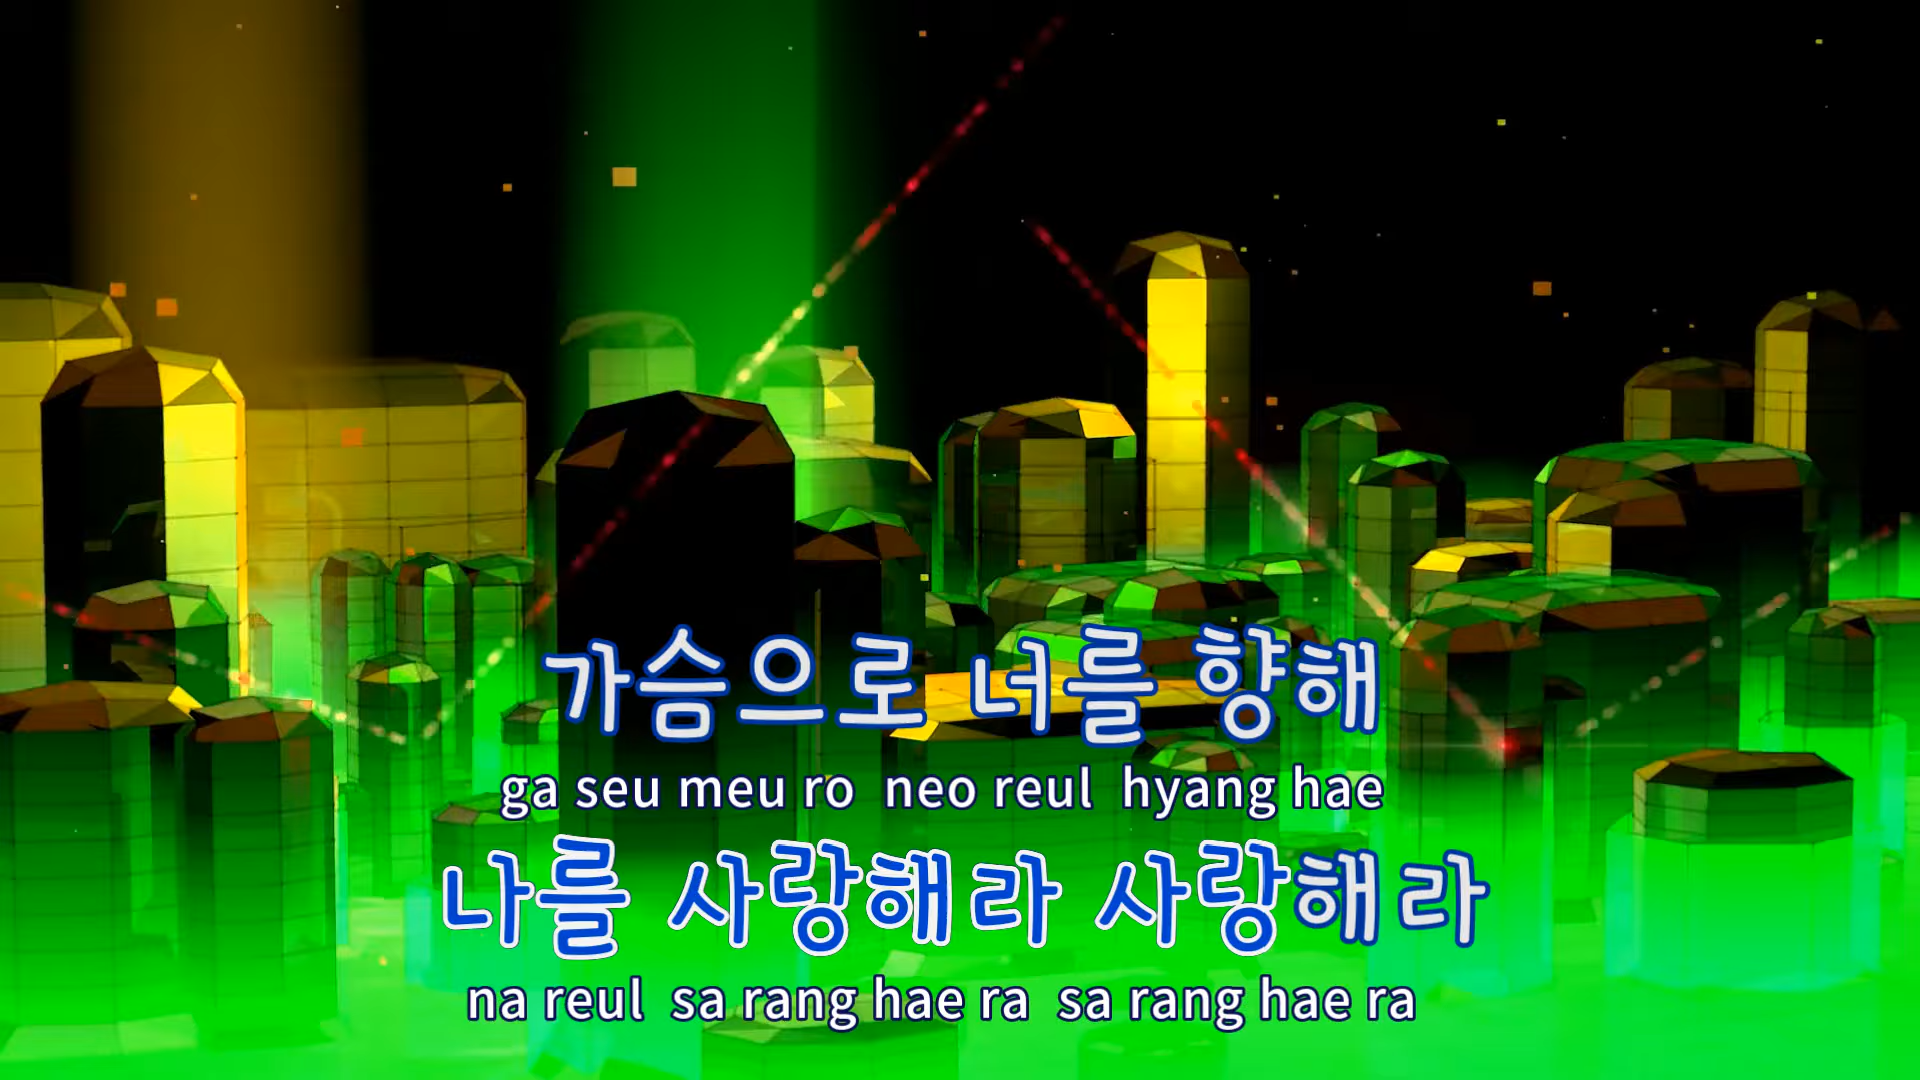 가슴으로 너를 향해
ga seu meu ro neo reul hyang hae
나를 사랑해라 사랑해라
na reul sa rang hae ra sa rang hae ra